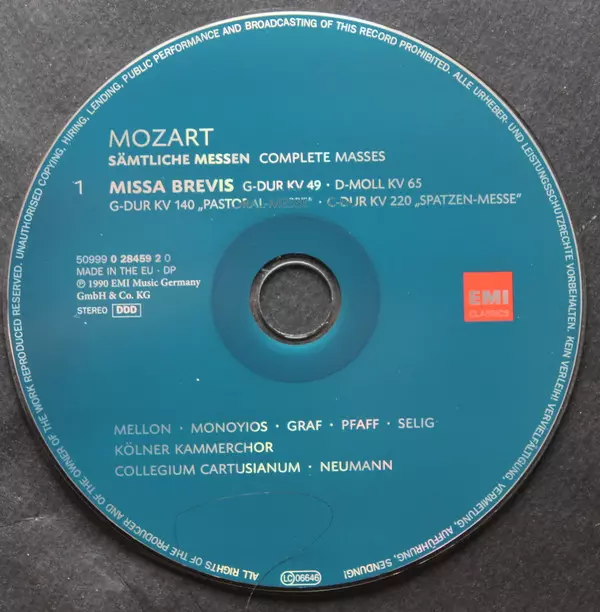 MOZART
SÄMTLICHE MESSEN COMPLETE MASSES
1 MISSA BREVIS G-DUR KV 49 · D-MOLL KV 65
G-DUR KV 140 „PASTORAL-MESSE“ · C-DUR KV 220 „SPATZEN-MESSE“
50999 0 28459 2 0
MADE IN THE EU · DP
℗ 1990 EMI Music Germany
GmbH & Co. KG
STEREO DDD
EMI
CLASSICS
MELLON · MONOYIOS · GRAF · PFAFF · SELIG
KÖLNER KAMMERCHOR
COLLEGIUM CARTUSIANUM · NEUMANN
ALL RIGHTS OF THE PRODUCER AND OF THE OWNER OF THE WORK REPRODUCED RESERVED. UNAUTHORISED COPYING, HIRING, LENDING, PUBLIC PERFORMANCE AND BROADCASTING OF THIS RECORD PROHIBITED. ALLE URHEBER- UND LEISTUNGSSCHUTZRECHTE VORBEHALTEN. KEIN VERLEIH! VERVIELFÄLTIGUNG, VERMIETUNG, AUFFÜHRUNG, SENDUNG!
LC 06646